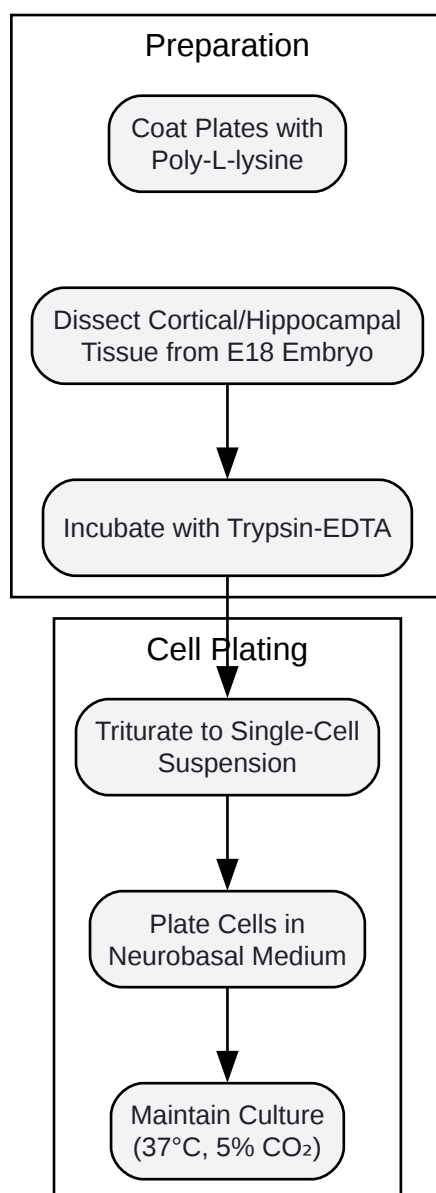 Preparation
Coat Plates with
Poly-L-lysine
Dissect Cortical/Hippocampal
Tissue from E18 Embryo
Incubate with Trypsin-EDTA
Cell Plating
Triturate to Single-Cell
Suspension
Plate Cells in
Neurobasal Medium
Maintain Culture
(37°C, 5% CO₂)